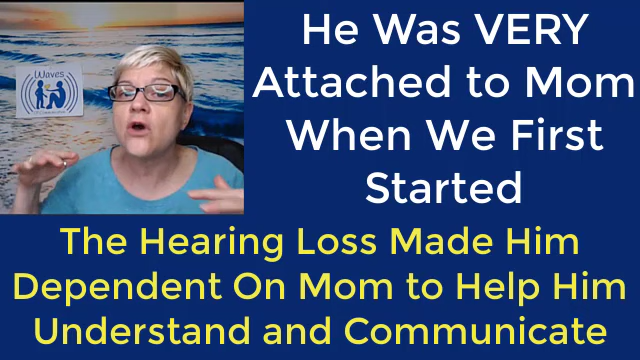 Waves
He Was VERY
Attached to Mom
When We First
Started
The Hearing Loss Made Him
Dependent On Mom to Help Him
Understand and Communicate